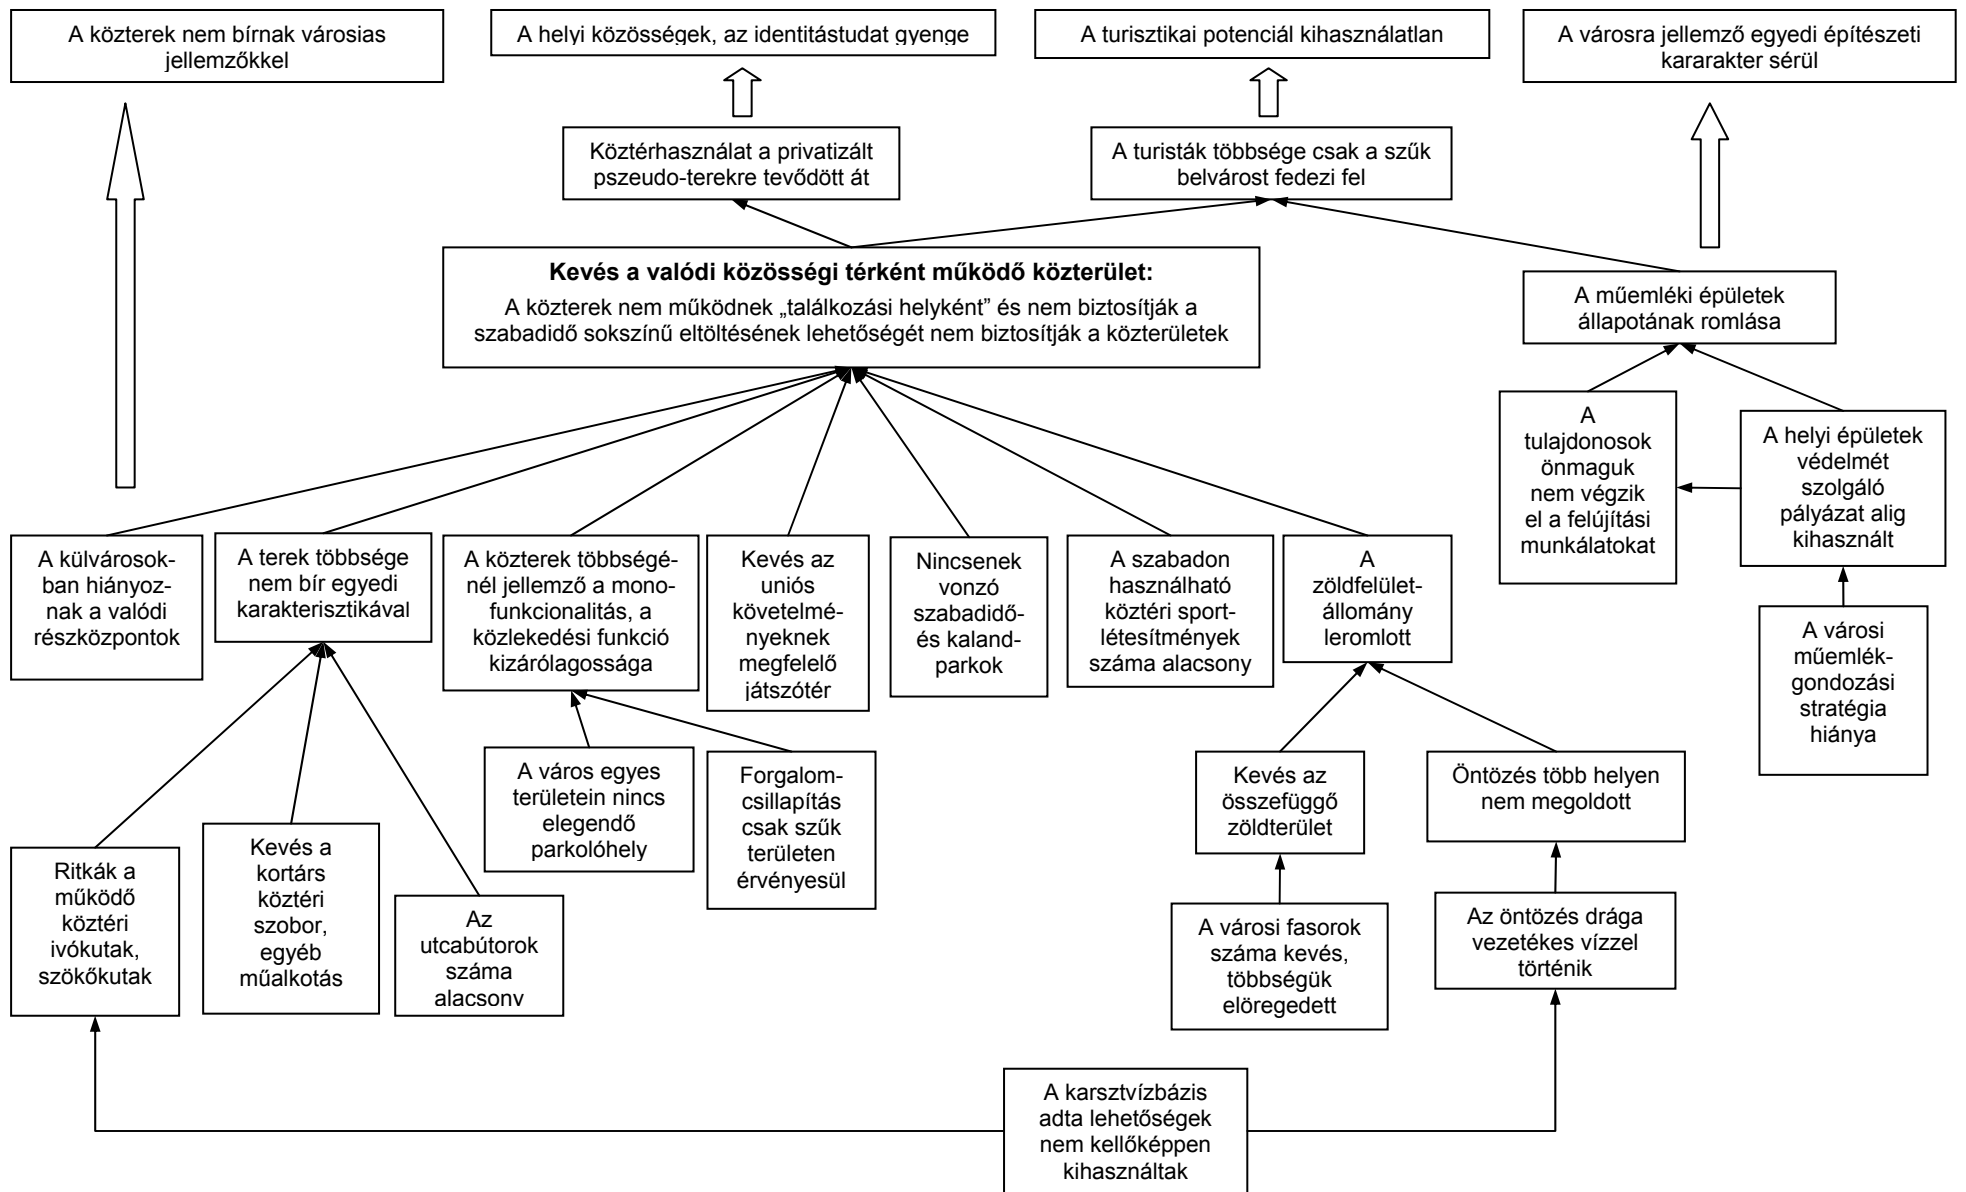 A közterek nem bírnak városias
jellemzőkkel
A helyi közösségek, az identitástudat gyenge
A turisztikai potenciál kihasználatlan
A városra jellemző egyedi építészeti
kararakter sérül
Köztérhasználat a privatizált
pszeudo-terekre tevődött át
A turisták többsége csak a szűk
belvárost fedezi fel
Kevés a valódi közösségi térként működő közterület:
A közterek nem működnek „találkozási helyként” és nem biztosítják a
szabadidő sokszínű eltöltésének lehetőségét nem biztosítják a közterületek
A műemléki épületek
állapotának romlása
A
tulajdonosok
önmaguk
nem végzik
el a felújítási
munkálatokat
A helyi épületek
védelmét
szolgáló
pályázat alig
kihasznált
A külvárosok-
ban hiányoz-
nak a valódi
részközpontok
A terek többsége
nem bír egyedi
karakterisztikával
A közterek többségé-
nél jellemző a mono-
funkcionalitás, a
közlekedési funkció
kizárólagossága
Kevés az
uniós
követelmé-
nyeknek
megfelelő
játszótér
Nincsenek
vonzó
szabadidő-
és kaland-
parkok
A szabadon
használható
köztéri sport-
létesítmények
száma alacsony
A
zöldfelület-
állomány
leromlott
A városi
műemlék-
gondozási
stratégia
hiánya
A város egyes
területein nincs
elegendő
parkolóhely
Forgalom-
csillapítás
csak szűk
területen
érvényesül
Kevés az
összefüggő
zöldterület
Öntözés több helyen
nem megoldott
Ritkák a
működő
köztéri
ivókutak,
szökőkutak
Kevés a
kortárs
köztéri
szobor,
egyéb
műalkotás
Az
utcabútorok
száma
alacsony
A városi fasorok
száma kevés,
többségük
elöregedett
Az öntözés drága
vezetékes vízzel
történik
A karsztvízbázis
adta lehetőségek
nem kellőképpen
kihasználtak